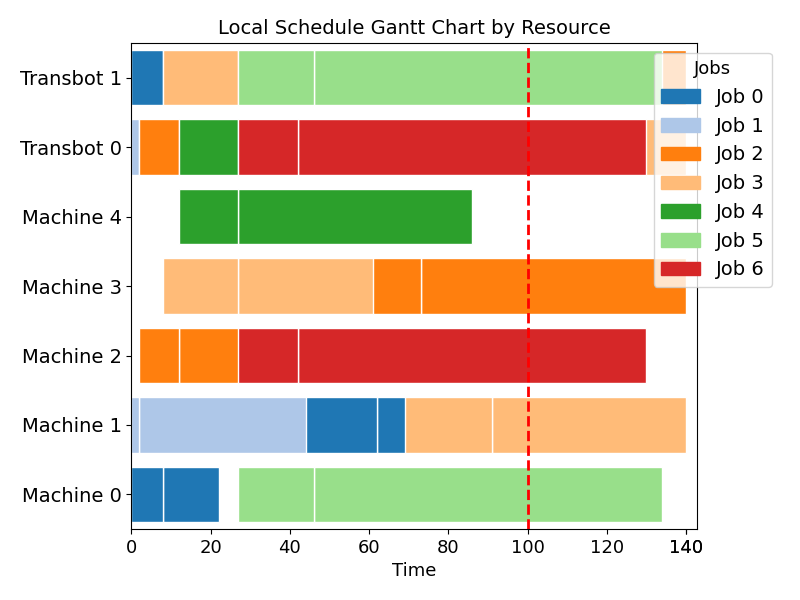 Local Schedule Gantt Chart by Resource
Transbot 1
Transbot 0
Machine 4
Machine 3
Machine 2
Machine 1
Machine 0
Jobs
Job 0
Job 1
Job 2
Job 3
Job 4
Job 5
Job 6
0 20 40 60 80 100 120 140 140
Time